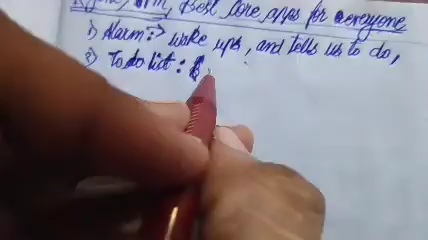 Best core apps for everyone
1) Alarm :-> wake ups, and tells us to do,
2) To do list :